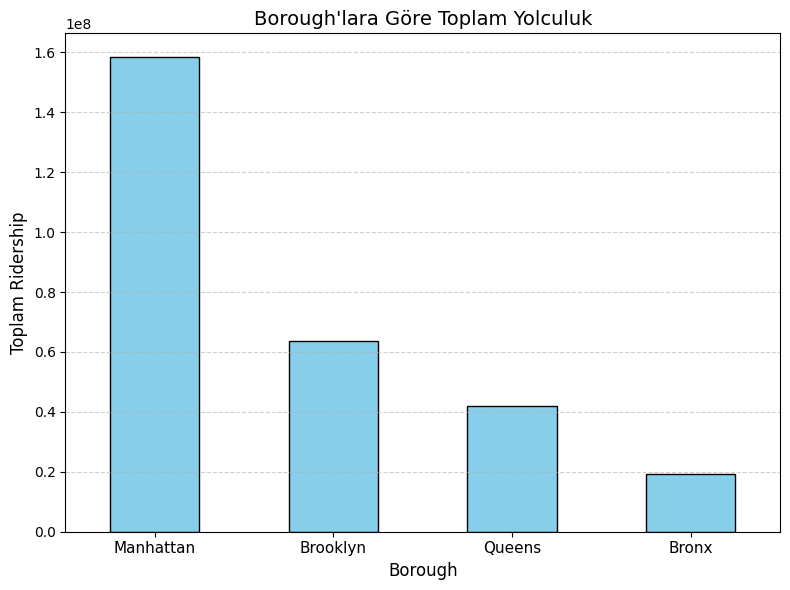 Borough'lara Göre Toplam Yolculuk
1e8
1.6
1.4
1.2
1.0
0.8
0.6
0.4
0.2
0.0
Toplam Ridership
Manhattan Brooklyn Queens Bronx
Borough